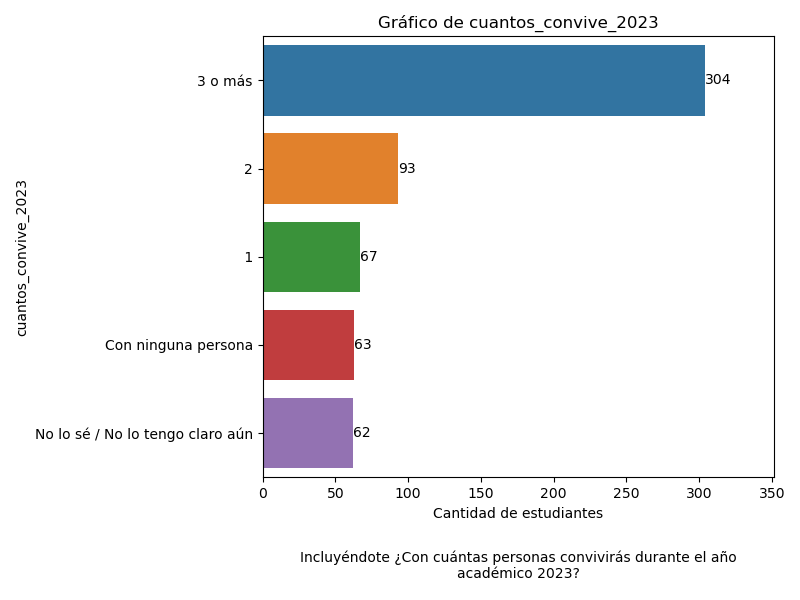 Gráfico de cuantos_convive_2023
cuantos_convive_2023
3 o más
304
2
93
1
67
Con ninguna persona
63
No lo sé / No lo tengo claro aún
62
0 50 100 150 200 250 300 350
Cantidad de estudiantes
Incluyéndote ¿Con cuántas personas convivirás durante el año
académico 2023?